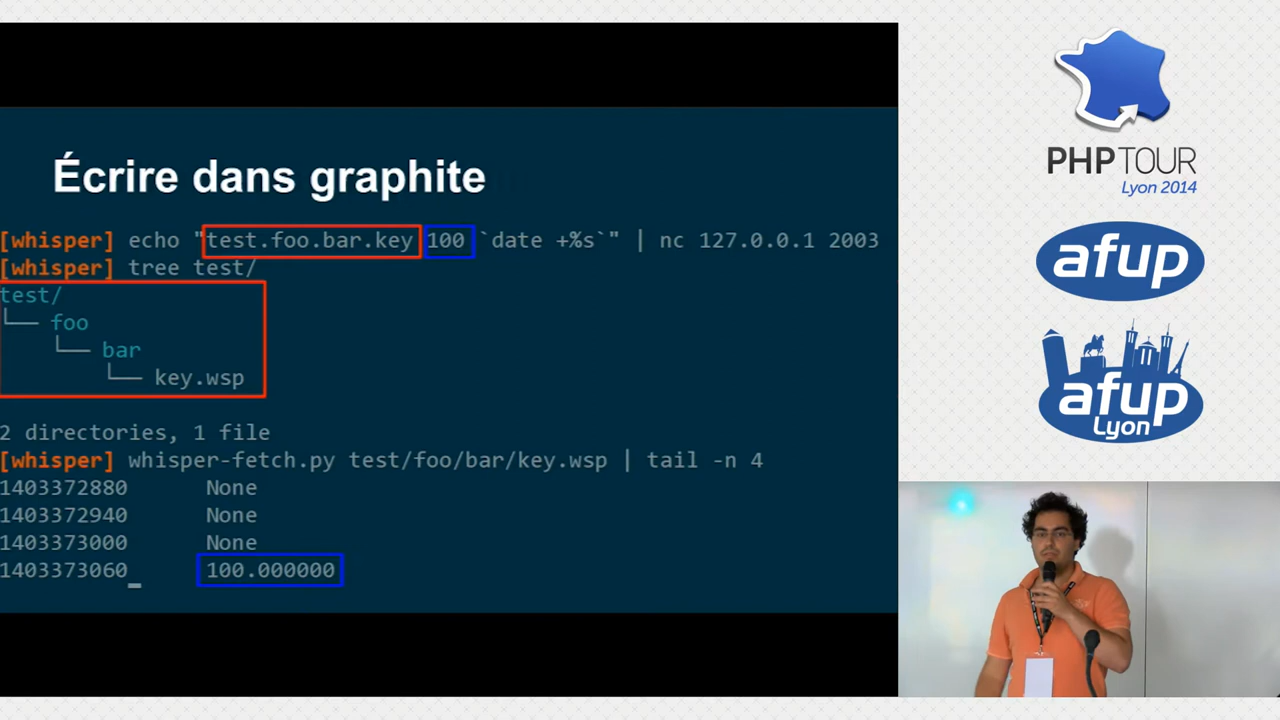 Écrire dans graphite
[whisper] echo "test.foo.bar.key 100 `date +%s`" | nc 127.0.0.1 2003
[whisper] tree test/
test/
└── foo
└── bar
└── key.wsp
2 directories, 1 file
[whisper] whisper-fetch.py test/foo/bar/key.wsp | tail -n 4
1403372880 None
1403372940 None
1403373000 None
1403373060 100.000000
PHP TOUR
Lyon 2014
afup
afup
Lyon